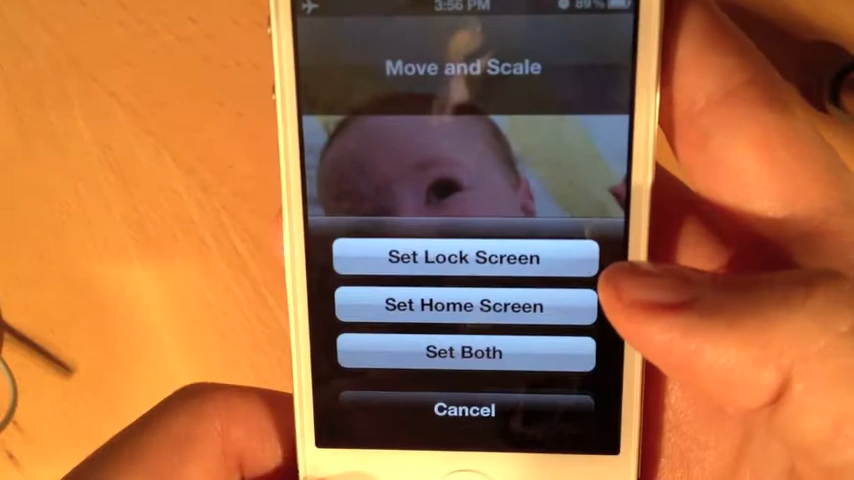 3:56 PM 89%
Move and Scale
Set Lock Screen
Set Home Screen
Set Both
Cancel